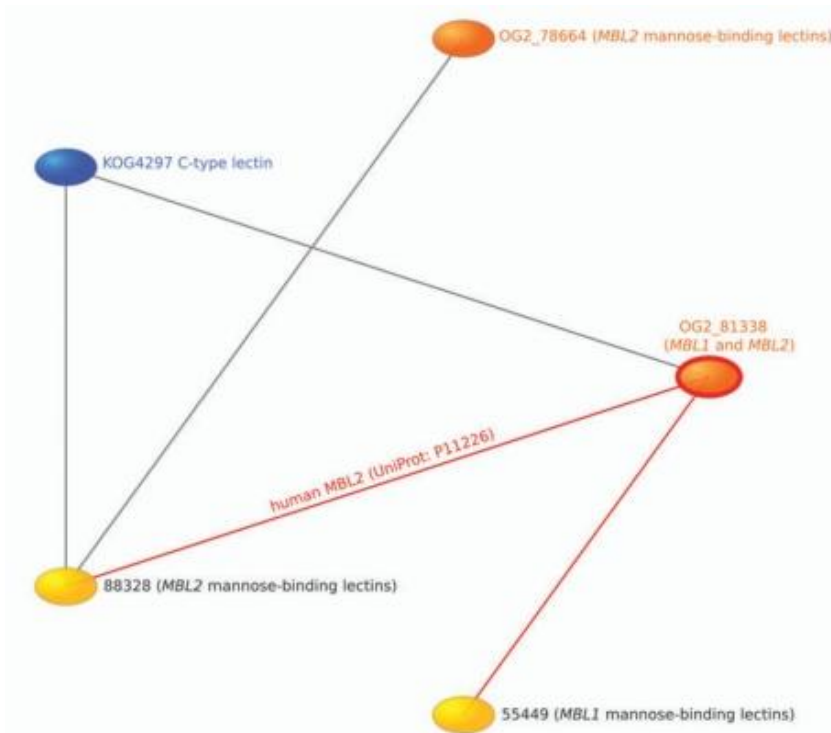 OG2_78664 (MBL2 mannose-binding lectins)
KOG4297 C-type lectin
OG2_81338
(MBL1 and MBL2)
human MBL2 (UniProt: P11226)
88328 (MBL2 mannose-binding lectins)
55449 (MBL1 mannose-binding lectins)